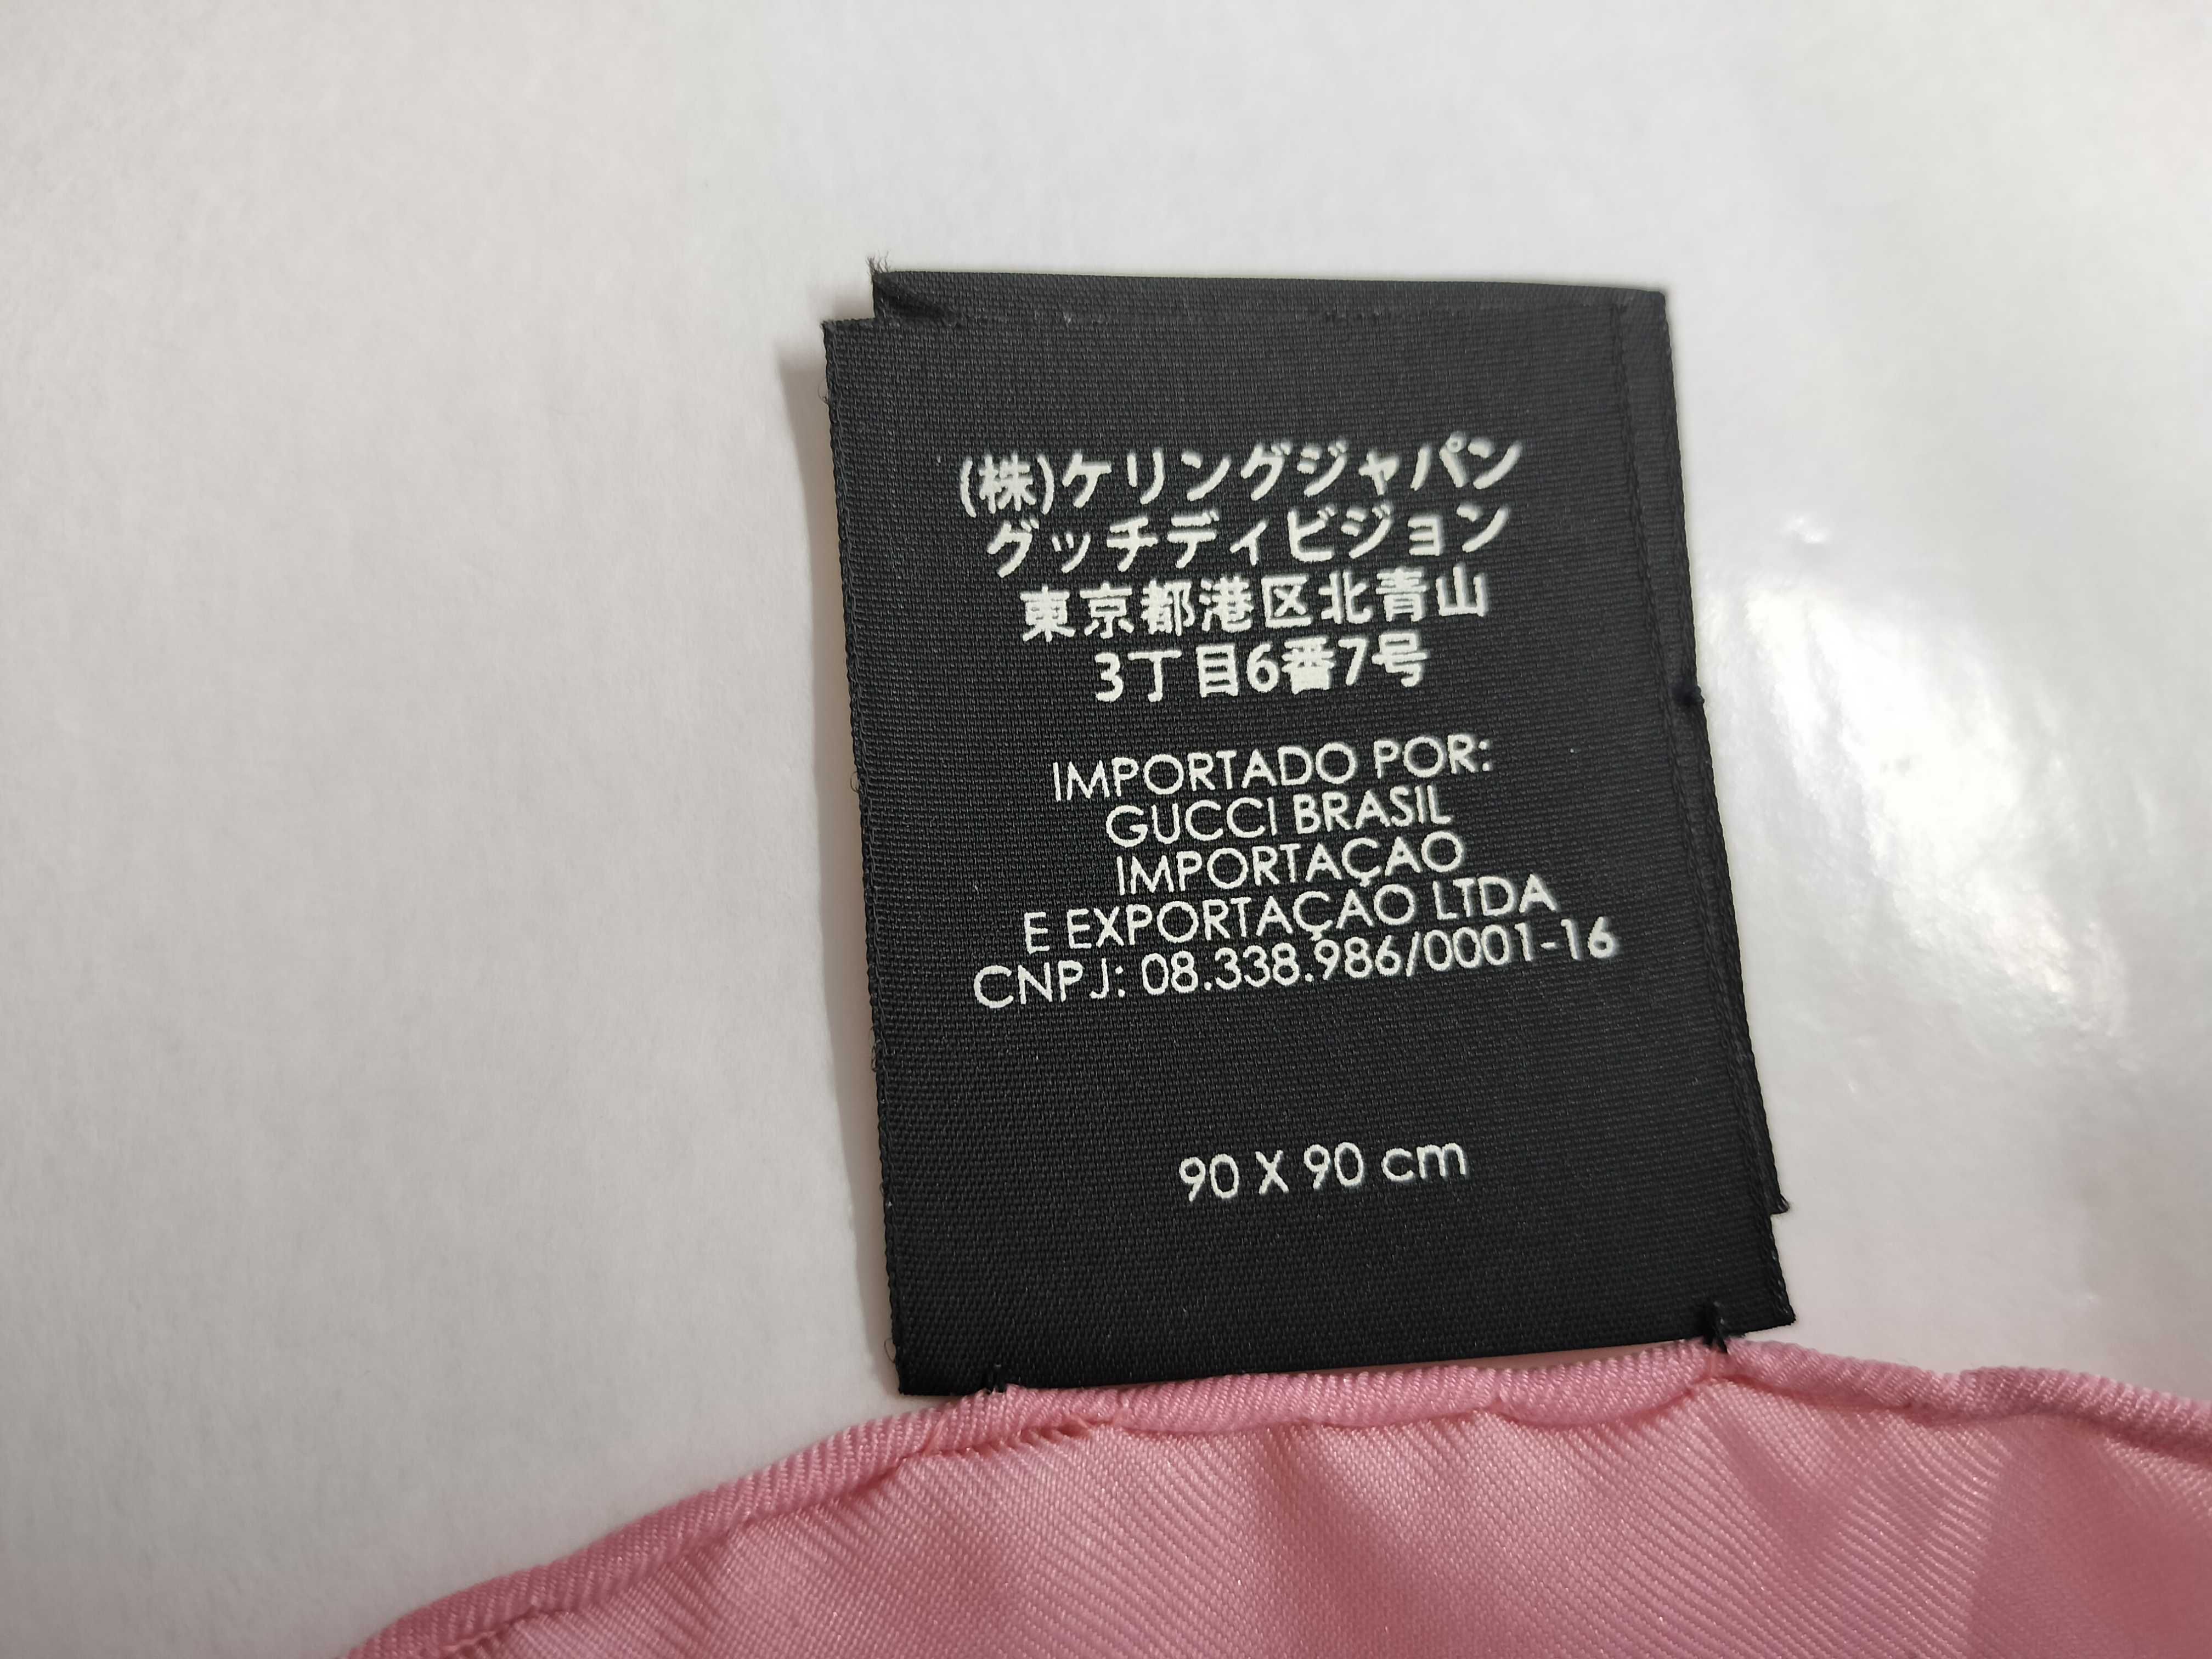 (株)ケリングジャパン
グッチディビジョン
東京都港区北青山
3丁目6番7号
IMPORTADO POR:
GUCCI BRASIL
IMPORTAÇAO
E EXPORTAÇAO LTDA
CNPJ: 08.338.986/0001-16
90 X 90 cm